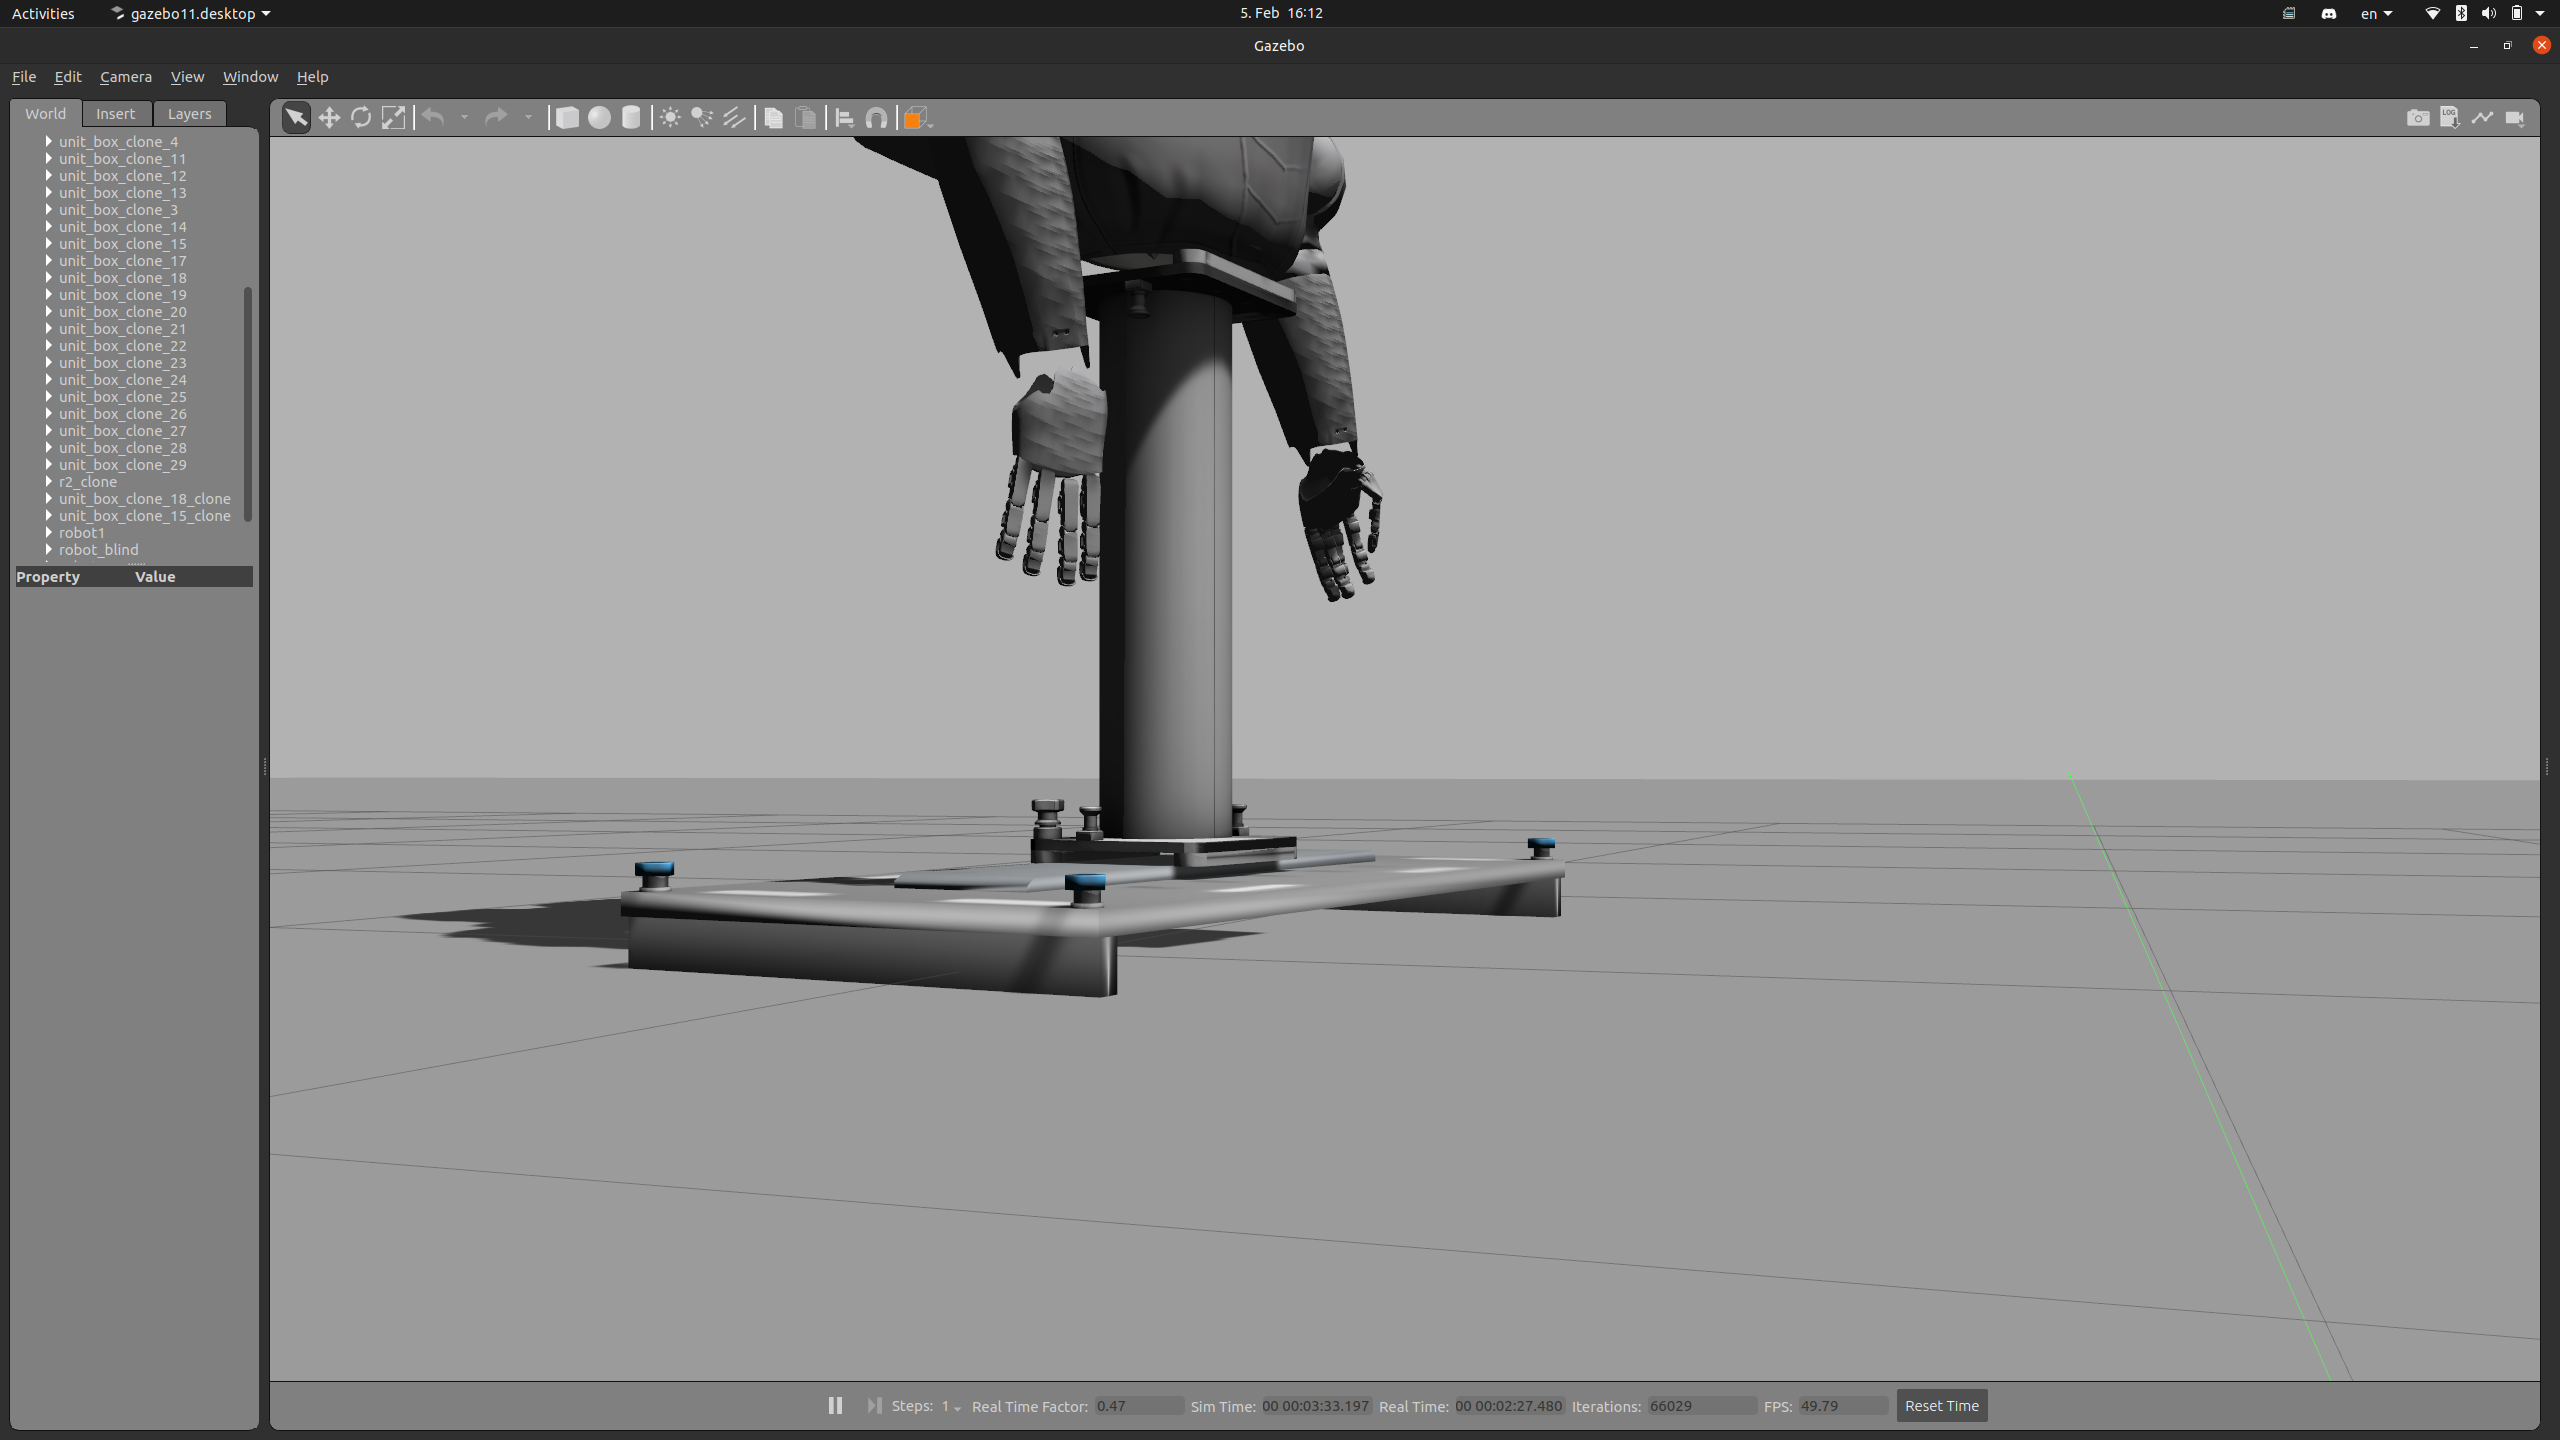 Activities gazebo11.desktop 5. Feb 16:12 en
Gazebo
File Edit Camera View Window Help
World Insert Layers
LOG
unit_box_clone_4
unit_box_clone_11
unit_box_clone_12
unit_box_clone_13
unit_box_clone_3
unit_box_clone_14
unit_box_clone_15
unit_box_clone_17
unit_box_clone_18
unit_box_clone_19
unit_box_clone_20
unit_box_clone_21
unit_box_clone_22
unit_box_clone_23
unit_box_clone_24
unit_box_clone_25
unit_box_clone_26
unit_box_clone_27
unit_box_clone_28
unit_box_clone_29
r2_clone
unit_box_clone_18_clone
unit_box_clone_15_clone
robot1
robot_blind
Property Value
Steps: 1 Real Time Factor: 0.47 Sim Time: 00 00:03:33.197 Real Time: 00 00:02:27.480 Iterations: 66029 FPS: 49.79 Reset Time